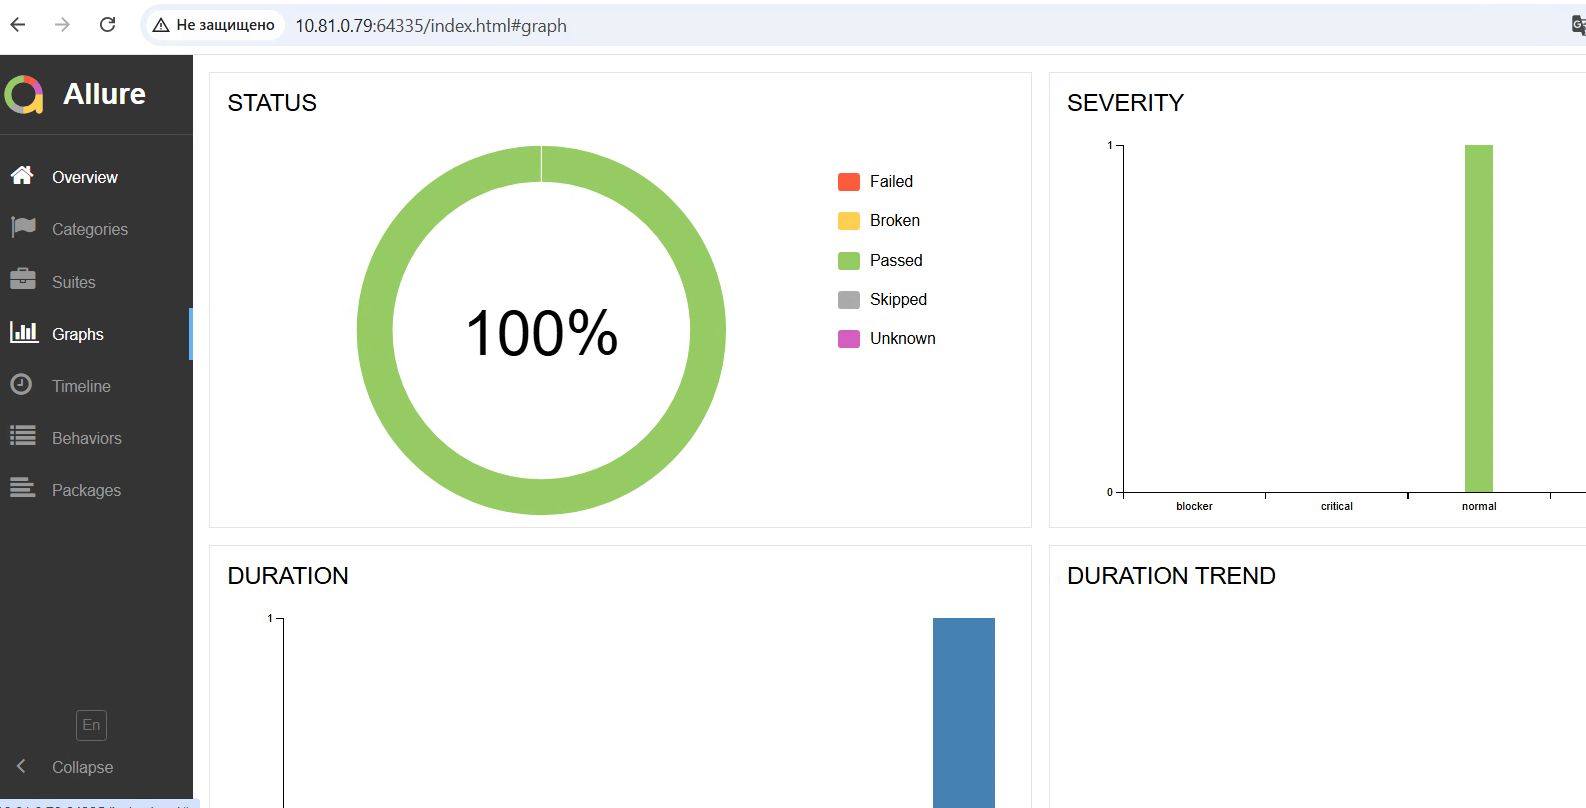 Не защищено 10.81.0.79:64335/index.html#graph
Allure
Overview
Categories
Suites
Graphs
Timeline
Behaviors
Packages
En
Collapse
STATUS
100%
Failed
Broken
Passed
Skipped
Unknown
SEVERITY
1
0
blocker
critical
normal
DURATION
1
DURATION TREND